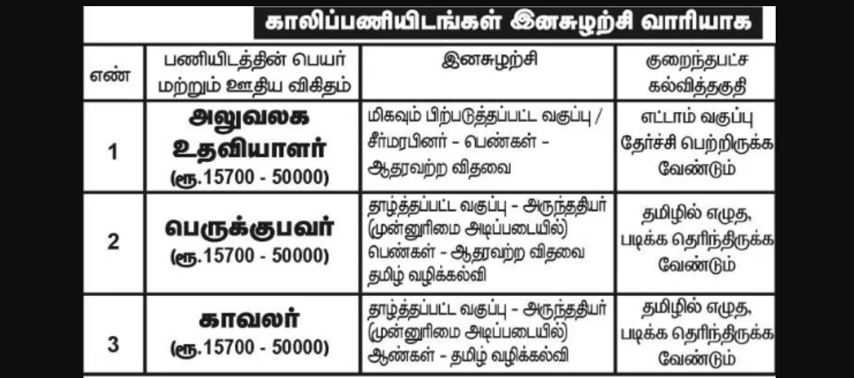 காலிப்பணியிடங்கள் இனசுழற்சி வாரியாக
எண்
பணியிடத்தின் பெயர்
மற்றும் ஊதிய விகிதம்
இனசுழற்சி
குறைந்தபட்ச
கல்வித்தகுதி
1
அலுவலக
உதவியாளர்
(ரூ.15700 - 50000)
மிகவும் பிற்படுத்தப்பட்ட வகுப்பு /
சீர்மரபினர் - பெண்கள் -
ஆதரவற்ற விதவை
எட்டாம் வகுப்பு
தேர்ச்சி பெற்றிருக்க
வேண்டும்
2
பெருக்குபவர்
(ரூ.15700 - 50000)
தாழ்த்தப்பட்ட வகுப்பு - அருந்ததியர்
(முன்னுரிமை அடிப்படையில்)
பெண்கள் - ஆதரவற்ற விதவை
தமிழ் வழிக்கல்வி
தமிழில் எழுத,
படிக்க தெரிந்திருக்க
வேண்டும்
3
காவலர்
(ரூ.15700 - 50000)
தாழ்த்தப்பட்ட வகுப்பு - அருந்ததியர்
(முன்னுரிமை அடிப்படையில்)
ஆண்கள் - தமிழ் வழிக்கல்வி
தமிழில் எழுத,
படிக்க தெரிந்திருக்க
வேண்டும்